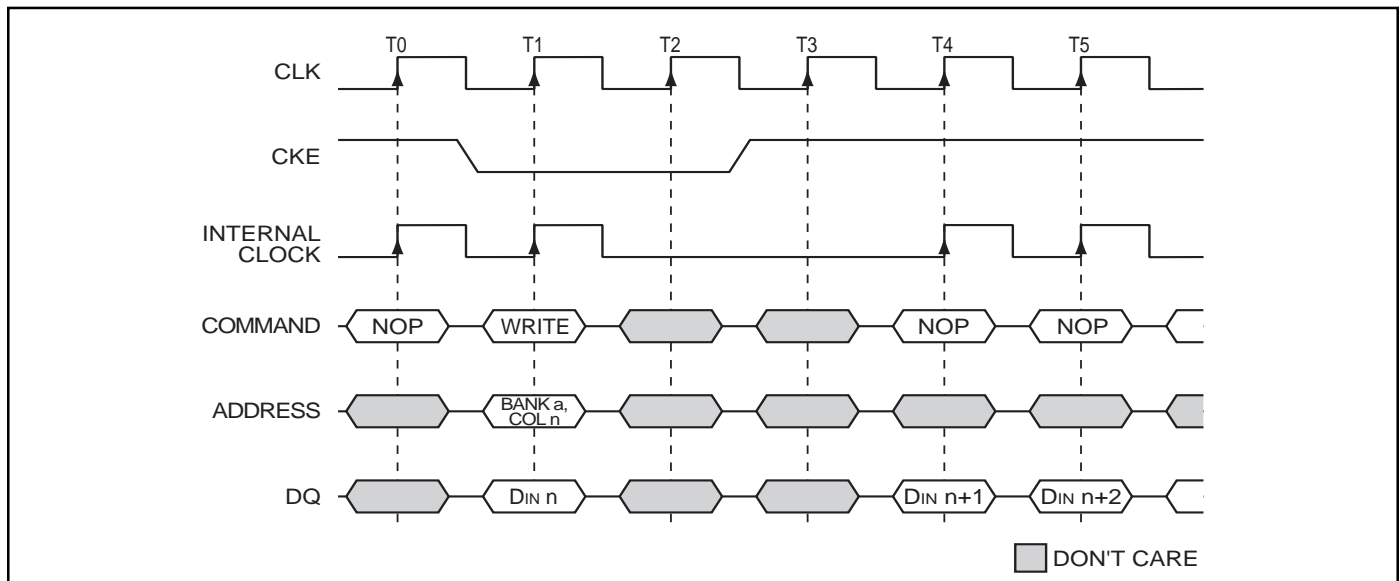 T0 T1 T2 T3 T4 T5
CLK
CKE
INTERNAL
CLOCK
COMMAND NOP WRITE NOP NOP
ADDRESS BANK a,
COL n
DQ DIN n DIN n+1 DIN n+2
DON'T CARE